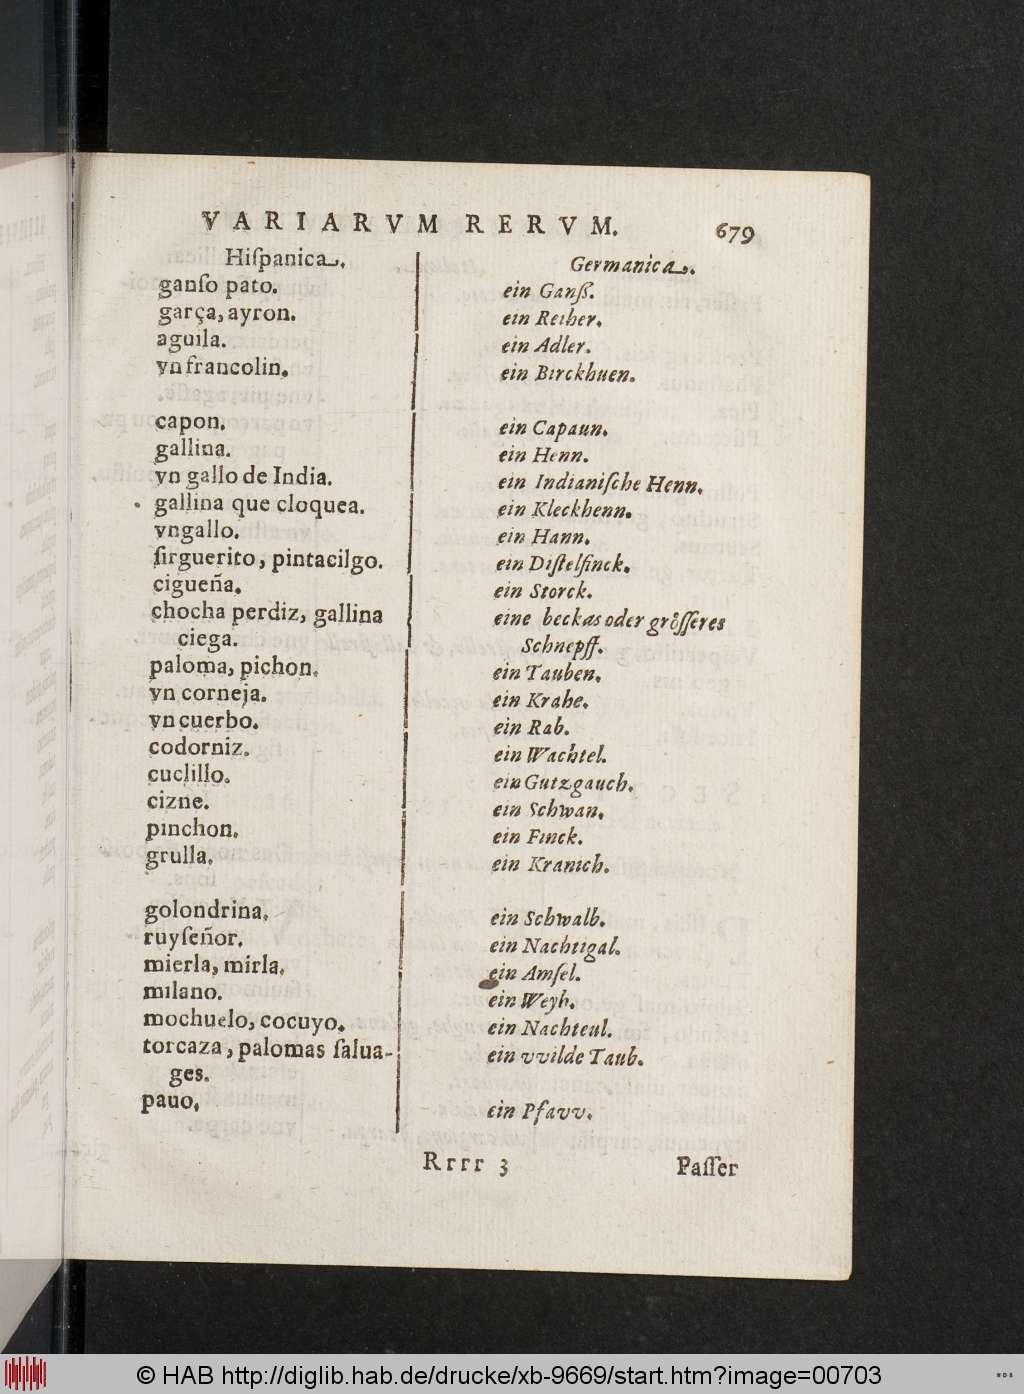 VARIARVM RERVM. 679
Hiſpanica.
ganſo pato.
garça, ayron.
aguila.
vn francolin.
capon.
gallina.
vn gallo de India.
gallina que cloquea.
vngallo.
ſirguerito, pintacilgo.
cigueña.
chocha perdiz, gallina
ciega.
paloma, pichon.
vn corneja.
vn cuerbo.
codorniz.
cuclillo.
cizne.
pinchon.
grulla.
golondrina.
ruyſeñor.
mierla, mirla.
milano.
mochuelo, cocuyo.
torcaza, palomas ſalua-
ges.
pauo.
Germanica.
ein Ganß.
ein Reiher.
ein Adler.
ein Birckhuen.
ein Capaun.
ein Henn.
ein Indianiſche Henn.
ein Kleckhenn.
ein Hann.
ein Diſtelfinck.
ein Storck.
eine beckas oder gröſſeres
Schnepff.
ein Tauben.
ein Krahe.
ein Rab.
ein Wachtel.
ein Gutzgauch.
ein Schwan.
ein Finck.
ein Kranich.
ein Schwalb.
ein Nachtigal.
ein Amſel.
ein Weyh.
ein Nachteul.
ein vvilde Taub.
ein Pfavv.
Rrrr 3 Paſſer
© HAB http://diglib.hab.de/drucke/xb-9669/start.htm?image=00703